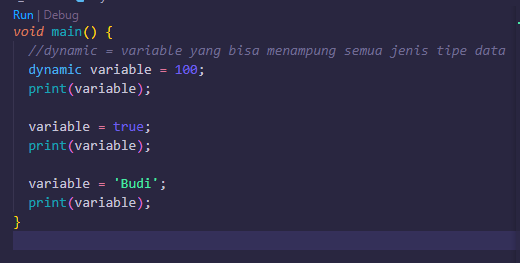 Run | Debug
void main() {
//dynamic = variable yang bisa menampung semua jenis tipe data
dynamic variable = 100;
print(variable);
variable = true;
print(variable);
variable = 'Budi';
print(variable);
}